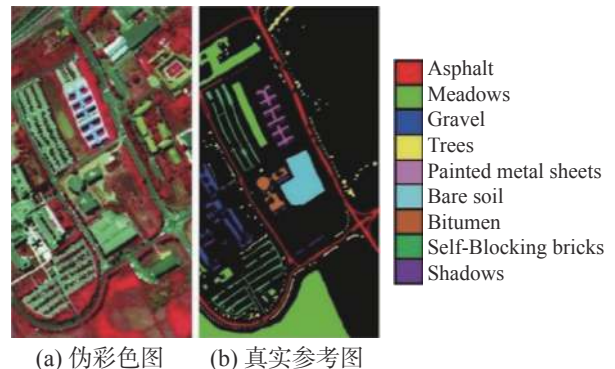 Asphalt
Meadows
Gravel
Trees
Painted metal sheets
Bare soil
Bitumen
Self-Blocking bricks
Shadows
(a) 伪彩色图
(b) 真实参考图